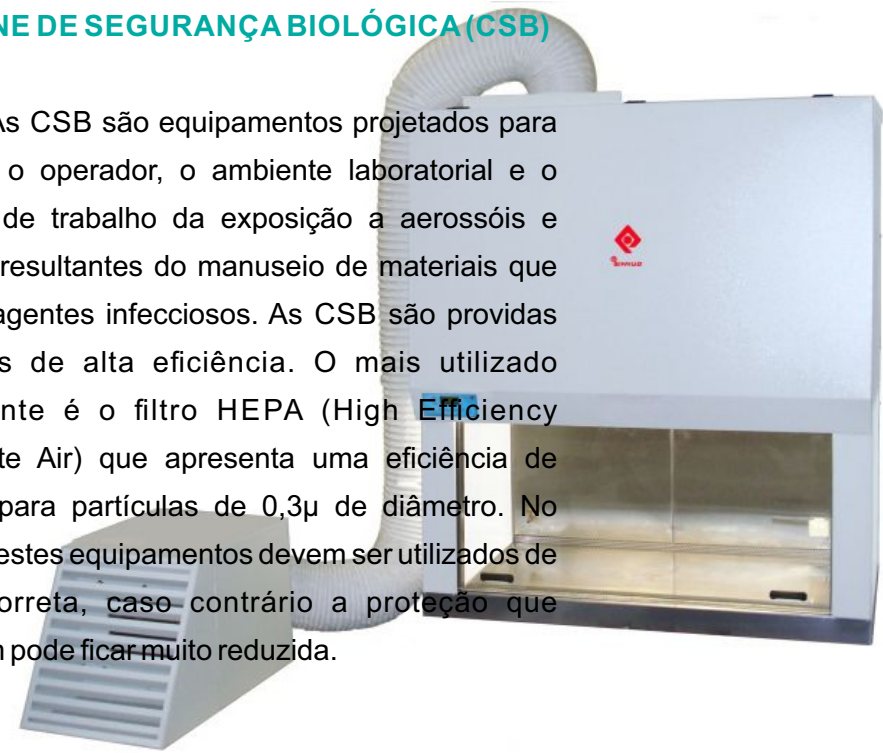 NE DE SEGURANÇA BIOLÓGICA (CSB)
As CSB são equipamentos projetados para
o operador, o ambiente laboratorial e o
de trabalho da exposição a aerossóis e
resultantes do manuseio de materiais que
agentes infecciosos. As CSB são providas
s de alta eficiência. O mais utilizado
nte é o filtro HEPA (High Efficiency
te Air) que apresenta uma eficiência de
para partículas de 0,3µ de diâmetro. No
estes equipamentos devem ser utilizados de
orreta, caso contrário a proteção que
m pode ficar muito reduzida.